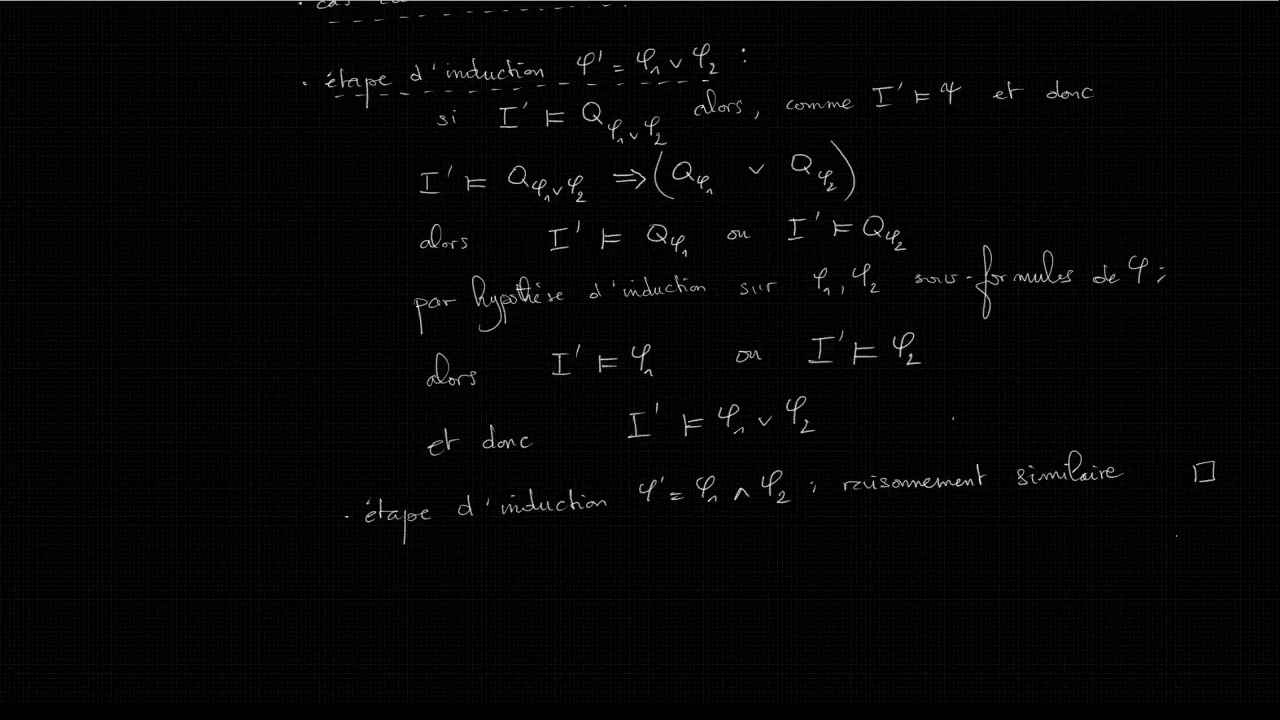 · cas
· étape d'induction φ' = φ₁ ∨ φ₂ :
si I' ⊨ Q_{φ₁∨φ₂} alors, comme I' ⊨ Ψ et donc
I' ⊨ Q_{φ₁∨φ₂} ⇒ (Q_{φ₁} ∨ Q_{φ₂})
alors I' ⊨ Q_{φ₁} ou I' ⊨ Q_{φ₂}
par hypothèse d'induction sur φ₁, φ₂ sous-formules de φ :
alors I' ⊨ φ₁ ou I' ⊨ φ₂
et donc I' ⊨ φ₁ ∨ φ₂
· étape d'induction φ' = φ₁ ∧ φ₂ : raisonnement similaire □